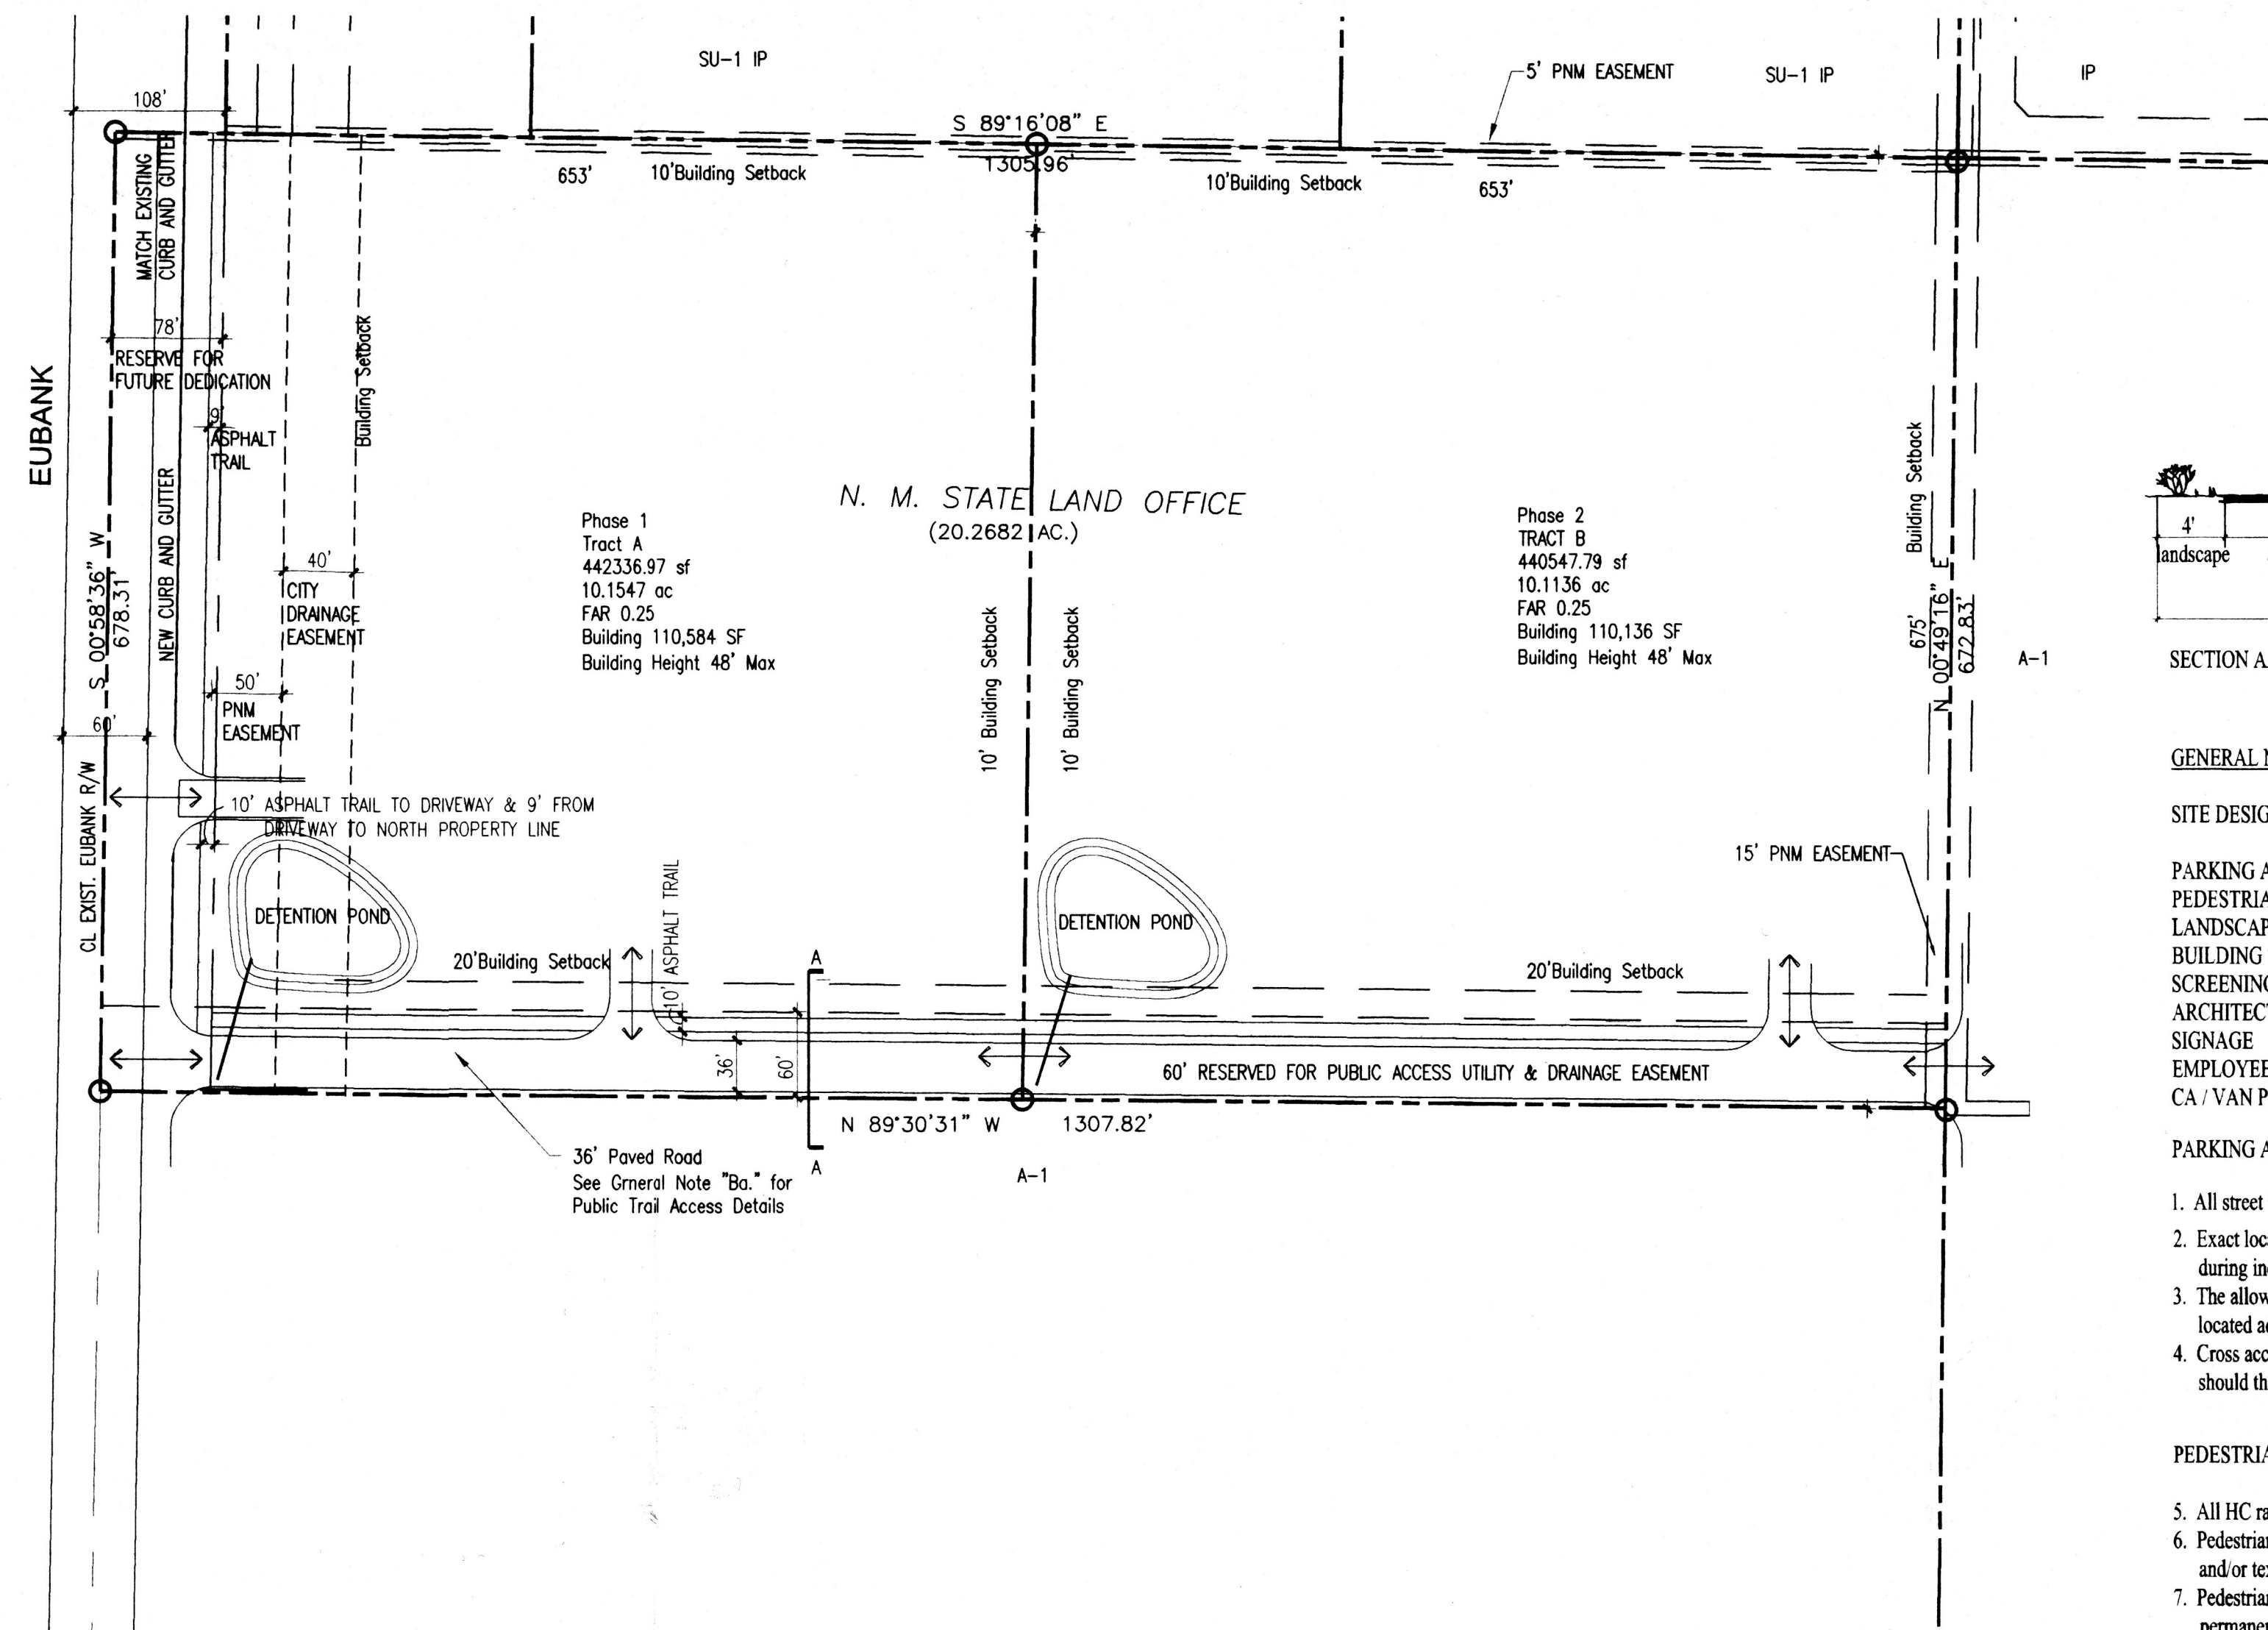 SU-1 IP
5' PNM EASEMENT
SU-1 IP
IP
108'
S 89°16'08" E
1305.96'
653'
10'Building Setback
10'Building Setback
653'
MATCH EXISTING
CURB AND GUTTER
78'
RESERVE FOR
FUTURE DEDICATION
9'
ASPHALT
TRAIL
Building Setback
EUBANK
NEW CURB AND GUTTER
S 00°58'36" W
678.31'
40'
CITY
DRAINAGE
EASEMENT
50'
PNM
EASEMENT
60'
CL EXIST. EUBANK R/W
N. M. STATE LAND OFFICE
(20.2682 AC.)
Phase 1
Tract A
442336.97 sf
10.1547 ac
FAR 0.25
Building 110,584 SF
Building Height 48' Max
10' Building Setback
10' Building Setback
Phase 2
TRACT B
440547.79 sf
10.1136 ac
FAR 0.25
Building 110,136 SF
Building Height 48' Max
Building Setback
675'
N 00°49'16" E
672.83'
A-1
10' ASPHALT TRAIL TO DRIVEWAY & 9' FROM
DRIVEWAY TO NORTH PROPERTY LINE
DETENTION POND
20'Building Setback
10' ASPHALT TRAIL
A
DETENTION POND
15' PNM EASEMENT
20'Building Setback
36'
60'
60' RESERVED FOR PUBLIC ACCESS UTILITY & DRAINAGE EASEMENT
N 89°30'31" W
1307.82'
A
A-1
36' Paved Road
See Grneral Note "Ba." for
Public Trail Access Details
4'
landscape
SECTION A
GENERAL
SITE DESIG
PARKING A
PEDESTRIA
LANDSCAP
BUILDING
SCREENING
ARCHITECT
SIGNAGE
EMPLOYEE
CA / VAN P
PARKING A
1. All street
2. Exact loc
during in
3. The allow
located a
4. Cross acc
should th
PEDESTRIA
5. All HC ra
6. Pedestria
and/or te
7. Pedestria
permane